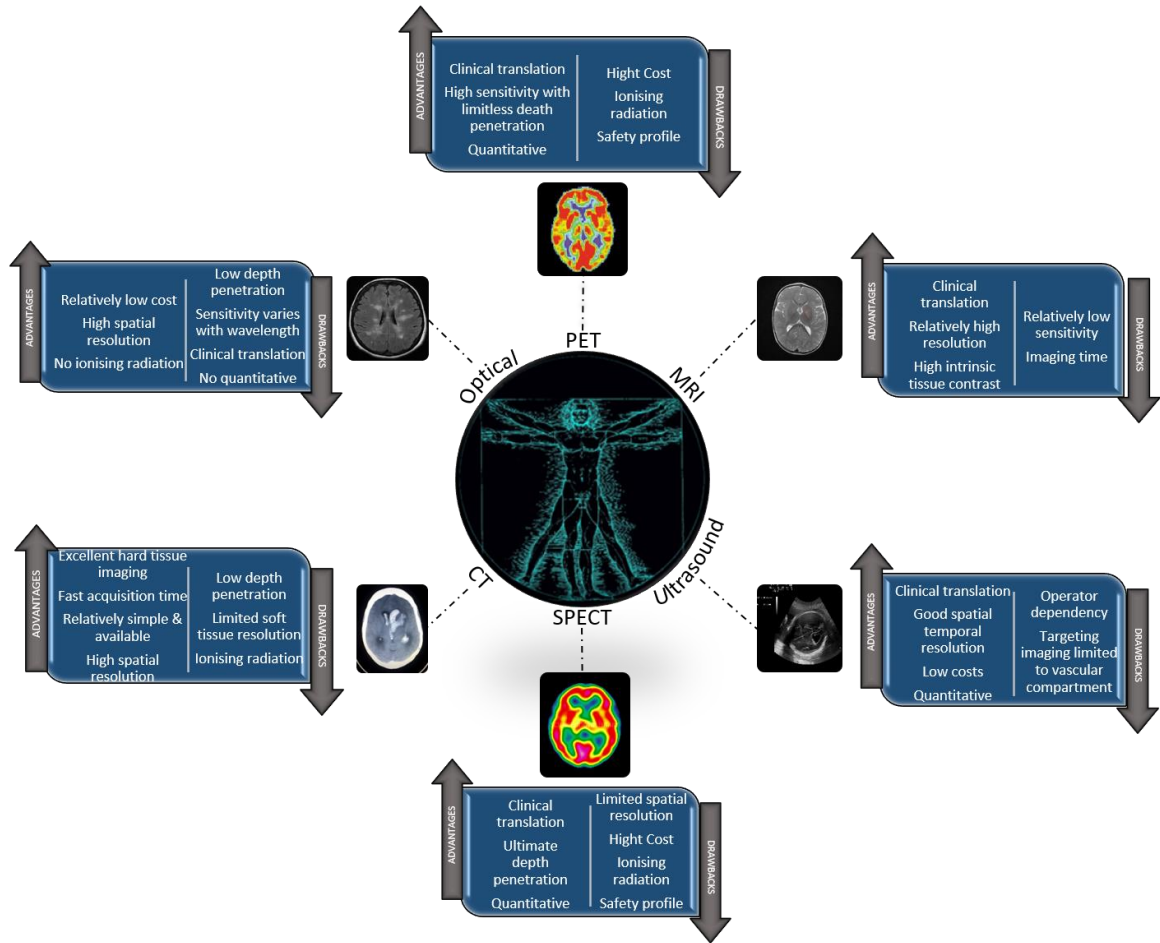 ADVANTAGES
Clinical translation
High sensitivity with
limitless death
penetration
Quantitative
Hight Cost
Ionising
radiation
Safety profile
DRAWBACKS
ADVANTAGES
Relatively low cost
High spatial
resolution
No ionising radiation
Low depth
penetration
Sensitivity varies
with wavelength
Clinical translation
No quantitative
DRAWBACKS
ADVANTAGES
Clinical
translation
Relatively high
resolution
High intrinsic
tissue contrast
Relatively low
sensitivity
Imaging time
DRAWBACKS
PET
Optical
MRI
CT
Ultrasound
SPECT
ADVANTAGES
Excellent hard tissue
imaging
Fast acquisition time
Relatively simple &
available
High spatial
resolution
Low depth
penetration
Limited soft
tissue resolution
Ionising radiation
DRAWBACKS
ADVANTAGES
Clinical translation
Good spatial
temporal
resolution
Low costs
Quantitative
Operator
dependency
Targeting
imaging limited
to vascular
compartment
DRAWBACKS
ADVANTAGES
Clinical
translation
Ultimate
depth
penetration
Quantitative
Limited spatial
resolution
Hight Cost
Ionising
radiation
Safety profile
DRAWBACKS